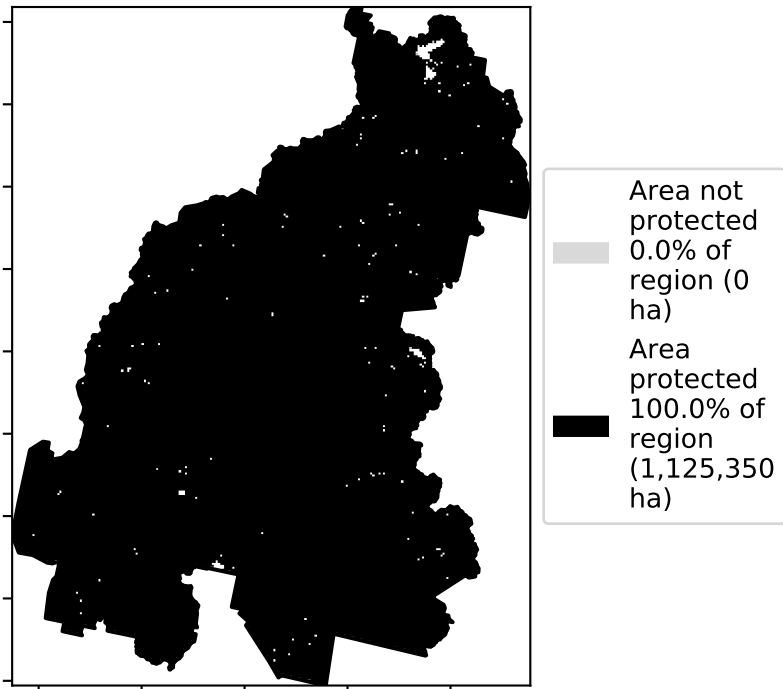 Area not
protected
0.0% of
region (0
ha)
Area
protected
100.0% of
region
(1,125,350
ha)